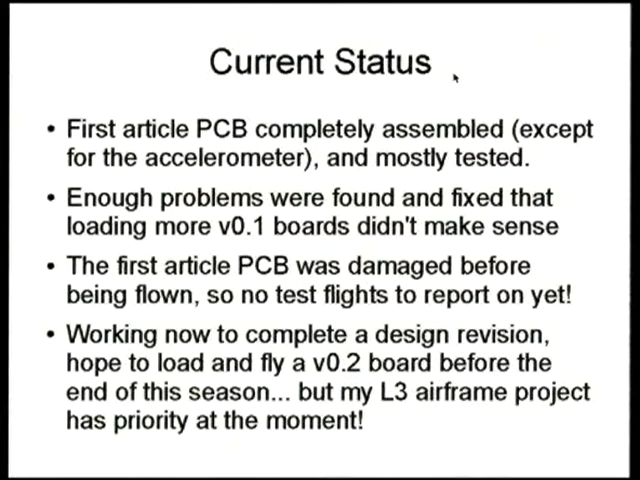 Current Status
• First article PCB completely assembled (except
for the accelerometer), and mostly tested.
• Enough problems were found and fixed that
loading more v0.1 boards didn't make sense
• The first article PCB was damaged before
being flown, so no test flights to report on yet!
• Working now to complete a design revision,
hope to load and fly a v0.2 board before the
end of this season... but my L3 airframe project
has priority at the moment!